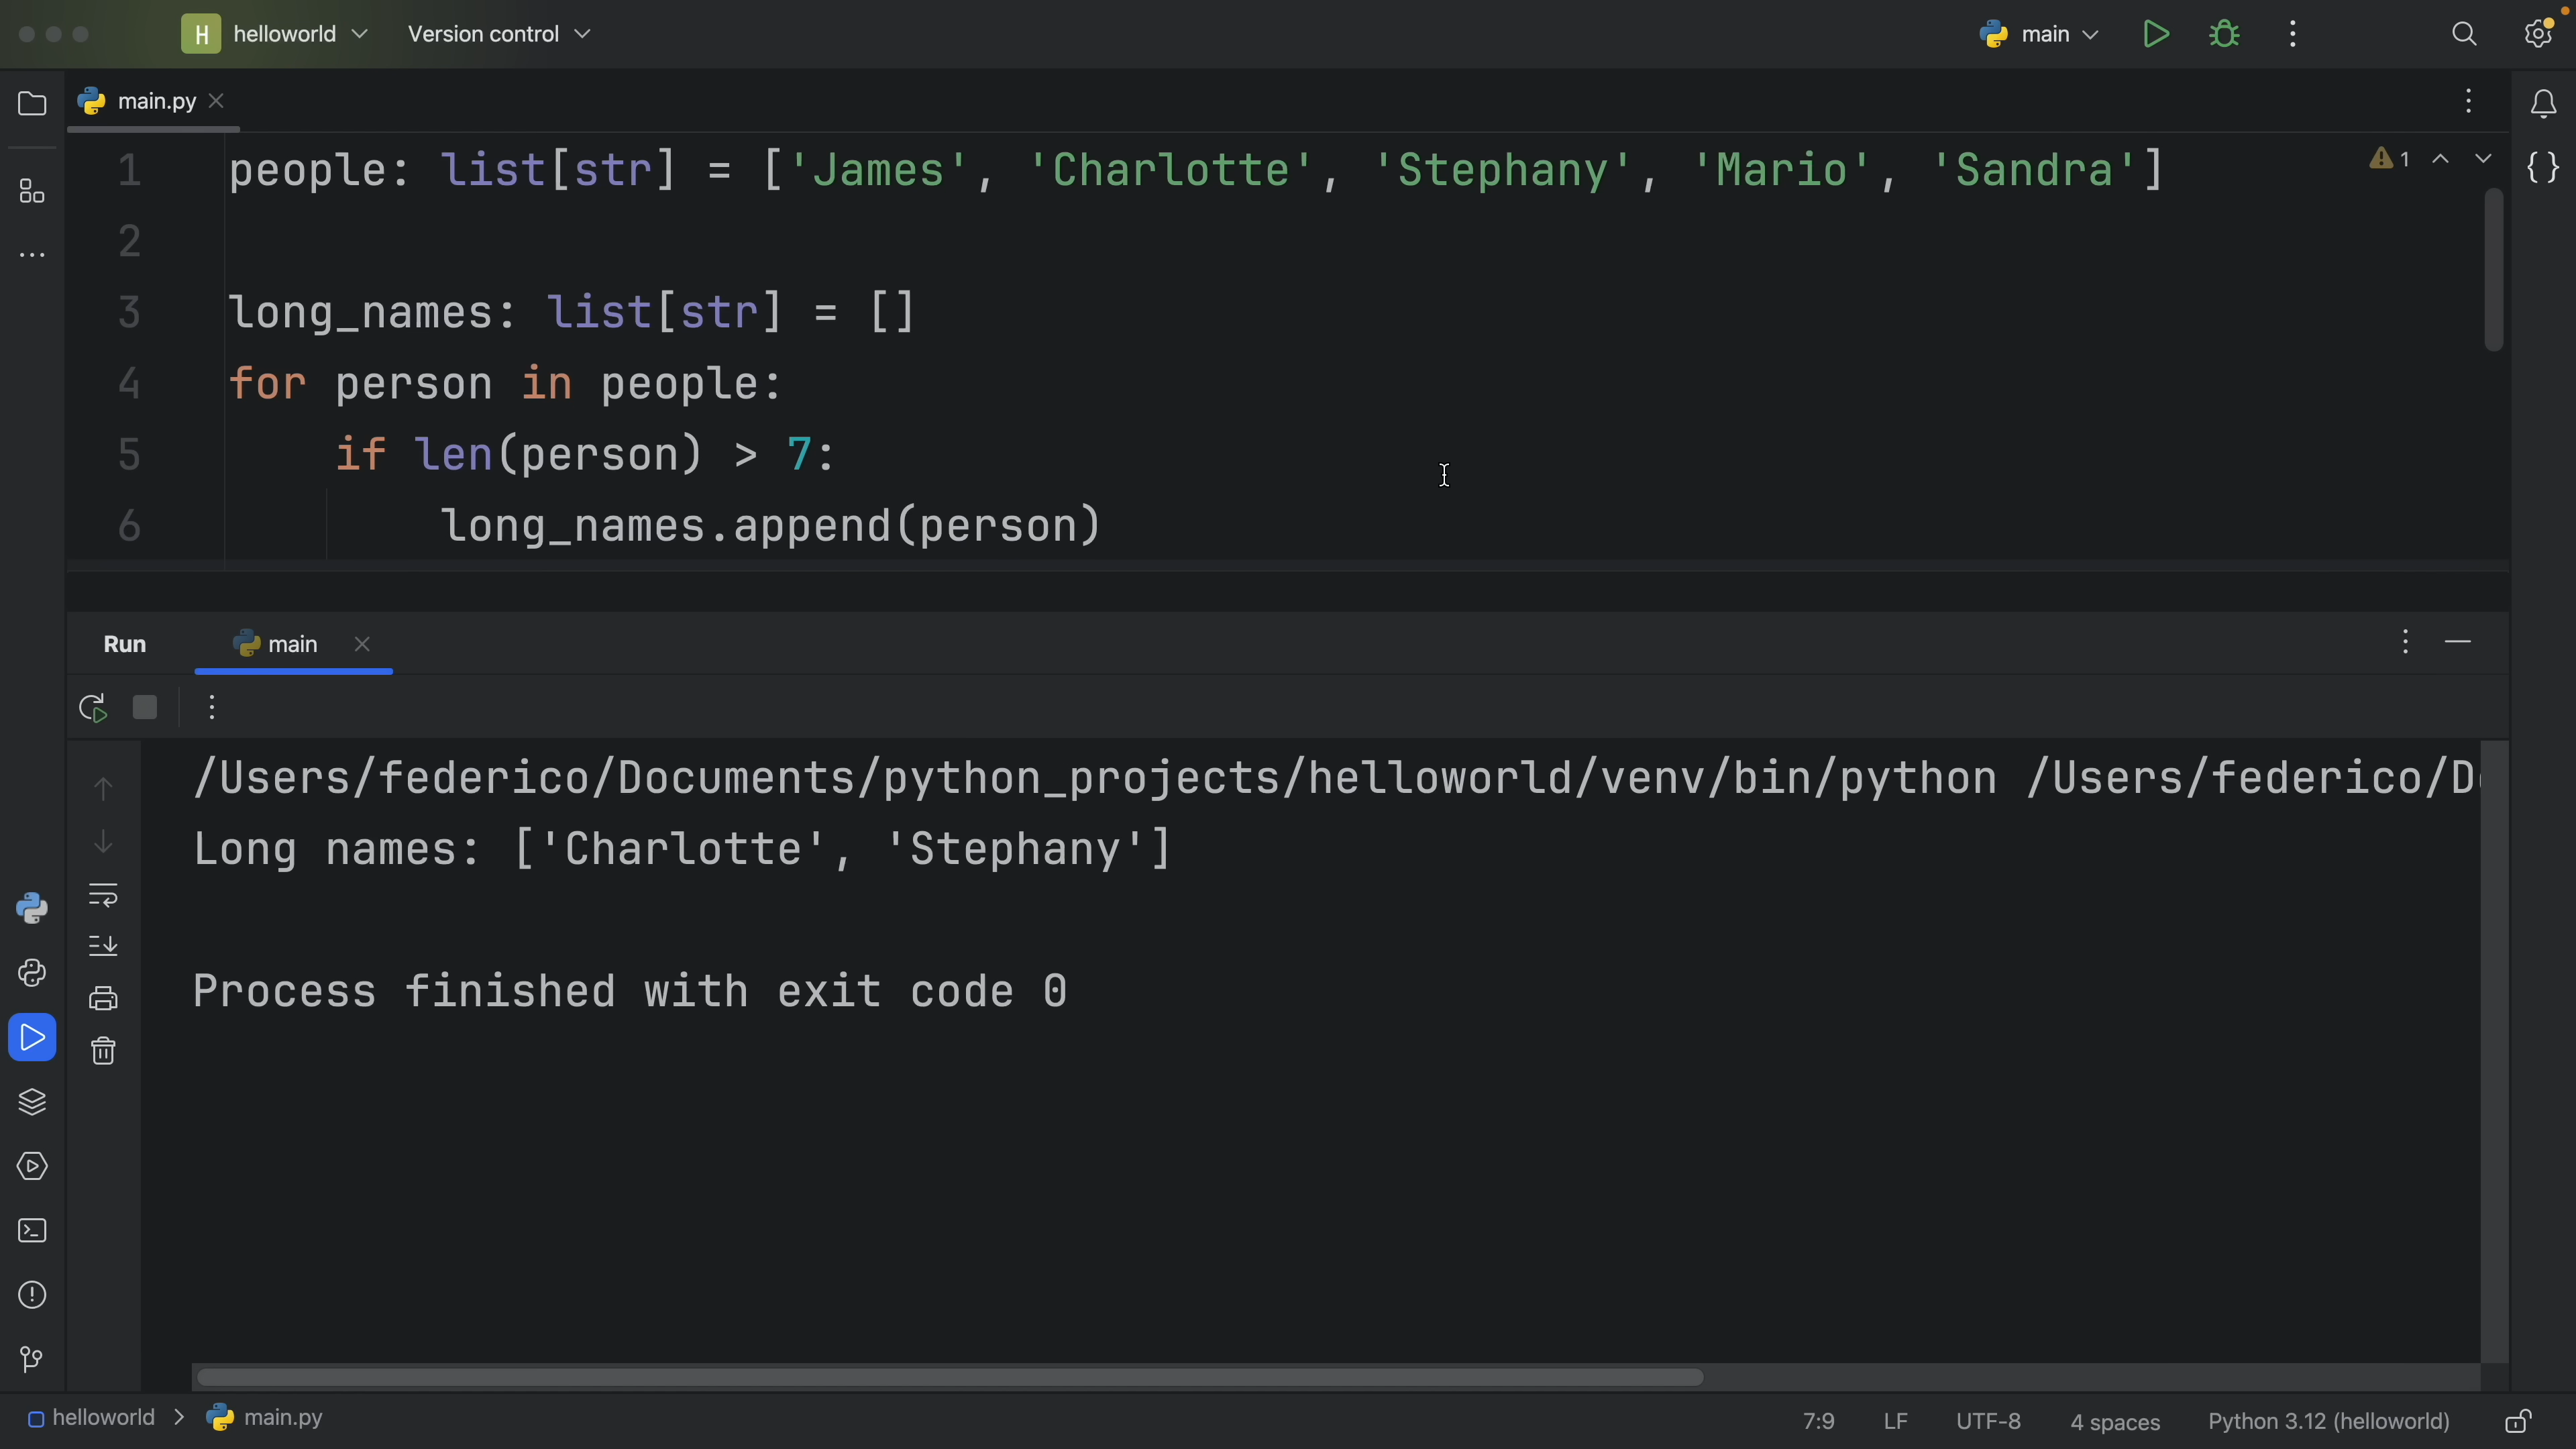 H helloworld Version control main
main.py
1 people: list[str] = ['James', 'Charlotte', 'Stephany', 'Mario', 'Sandra'] 1
2
3 long_names: list[str] = []
4 for person in people:
5     if len(person) > 7:
6         long_names.append(person)
Run main
/Users/federico/Documents/python_projects/helloworld/venv/bin/python /Users/federico/D
Long names: ['Charlotte', 'Stephany']
Process finished with exit code 0
helloworld > main.py 7:9 LF UTF-8 4 spaces Python 3.12 (helloworld)